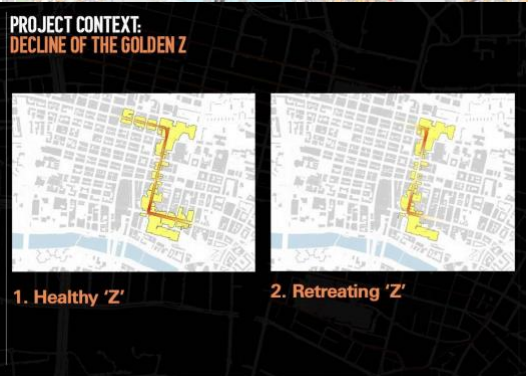 PROJECT CONTEXT:
DECLINE OF THE GOLDEN Z
1. Healthy ‘Z’
2. Retreating ‘Z’